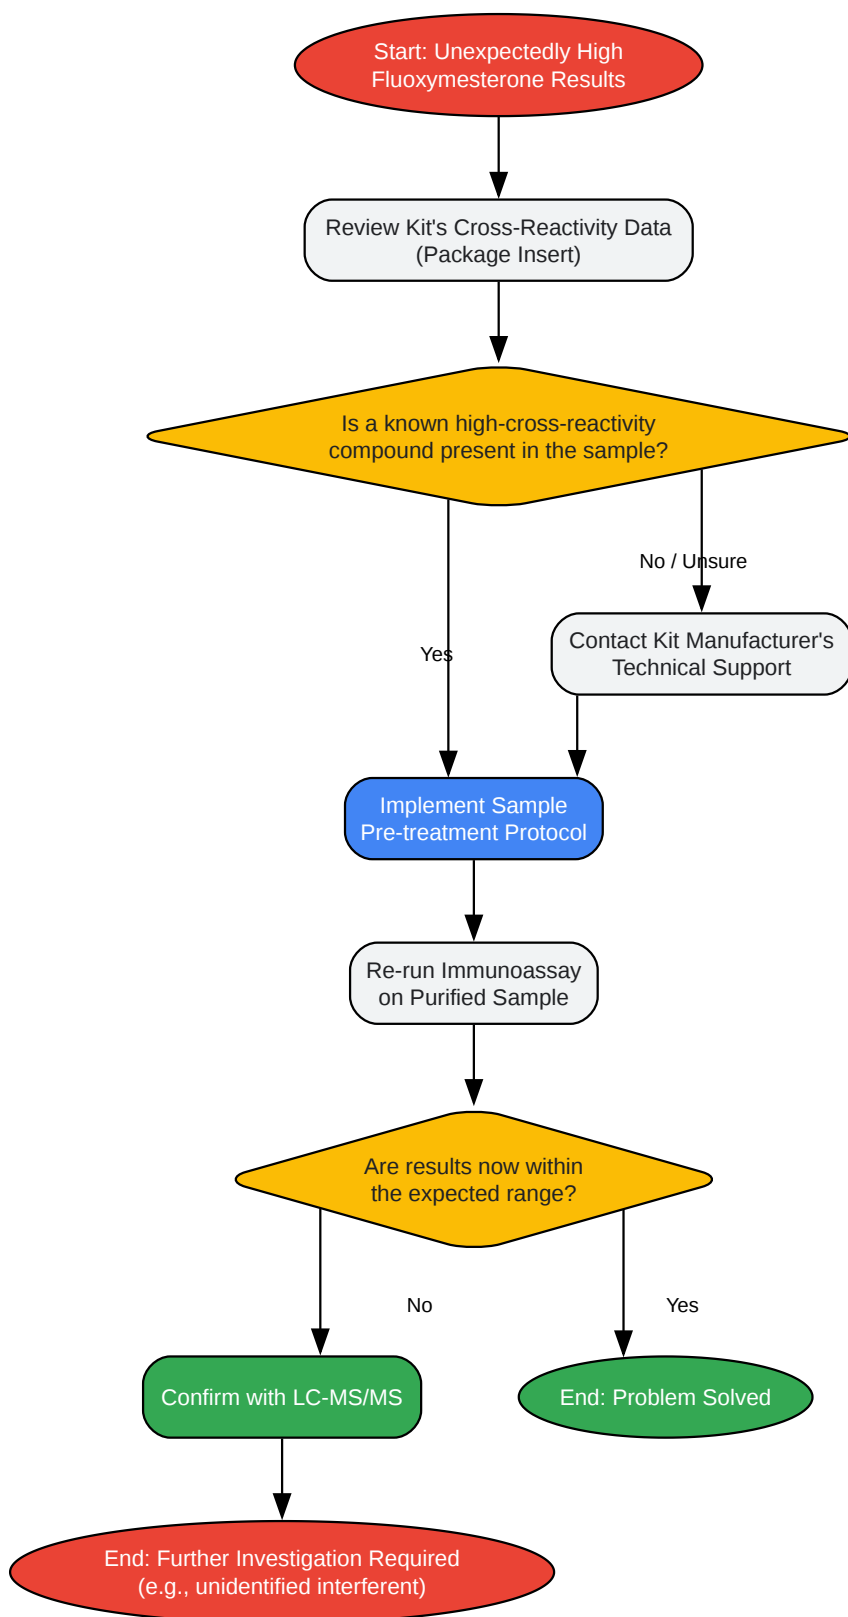 Start: Unexpectedly High
Fluoxymesterone Results
Review Kit's Cross-Reactivity Data
(Package Insert)
Is a known high-cross-reactivity
compound present in the sample?
No / Unsure
Contact Kit Manufacturer's
Technical Support
Yes
Implement Sample
Pre-treatment Protocol
Re-run Immunoassay
on Purified Sample
Are results now within
the expected range?
No
Yes
Confirm with LC-MS/MS
End: Problem Solved
End: Further Investigation Required
(e.g., unidentified interferent)